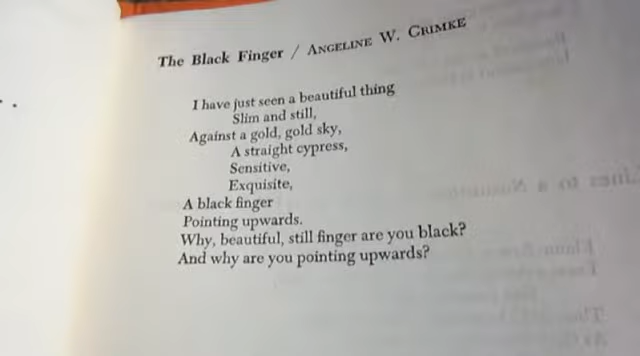 The Black Finger / ANGELINE W. CRIMKE
I have just seen a beautiful thing
Slim and still,
Against a gold, gold sky,
A straight cypress,
Sensitive,
Exquisite,
A black finger
Pointing upwards.
Why, beautiful, still finger are you black?
And why are you pointing upwards?